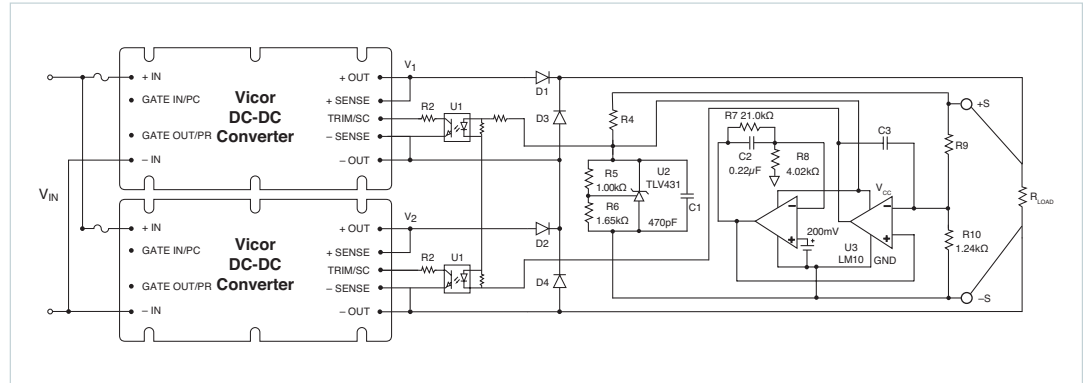 + IN
GATE IN/PC
GATE OUT/PR
– IN
Vicor
DC-DC
Converter
+ OUT
+ SENSE
TRIM/SC
– SENSE
– OUT
V1
R2
U1
D1
D3
R4
R7 21.0kΩ
C2
0.22µF
R8
4.02kΩ
C3
+S
R9
R5
1.00kΩ
R6
1.65kΩ
U2
TLV431
470pF
C1
VCC
200mV
U3
LM10
GND
R10
1.24kΩ
RLOAD
–S
VIN
+ IN
GATE IN/PC
GATE OUT/PR
– IN
Vicor
DC-DC
Converter
+ OUT
+ SENSE
TRIM/SC
– SENSE
– OUT
V2
R2
U1
D2
D4